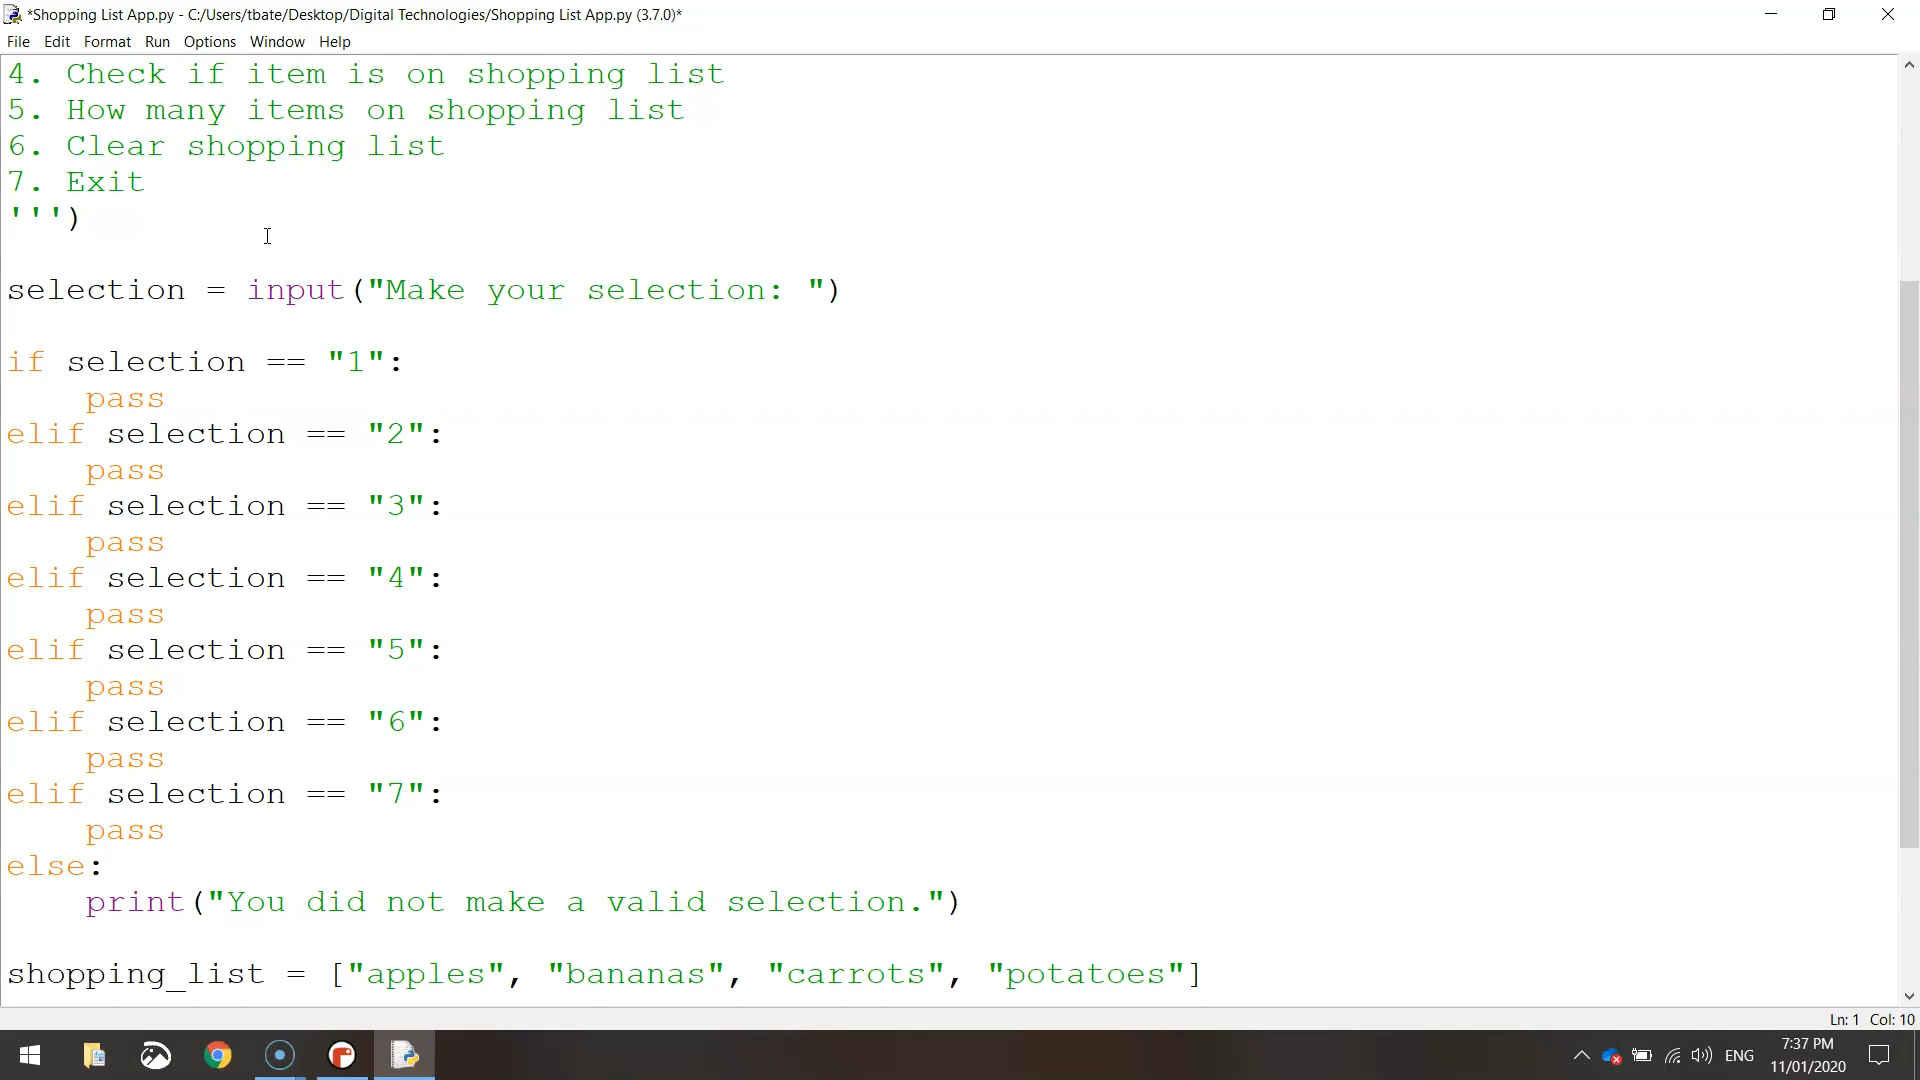 *Shopping List App.py - C:/Users/tbate/Desktop/Digital Technologies/Shopping List App.py (3.7.0)*
File Edit Format Run Options Window Help
4. Check if item is on shopping list
5. How many items on shopping list
6. Clear shopping list
7. Exit
''')
selection = input("Make your selection: ")
if selection == "1":
    pass
elif selection == "2":
    pass
elif selection == "3":
    pass
elif selection == "4":
    pass
elif selection == "5":
    pass
elif selection == "6":
    pass
elif selection == "7":
    pass
else:
    print("You did not make a valid selection.")
shopping_list = ["apples", "bananas", "carrots", "potatoes"]
Ln: 1 Col: 10
ENG
7:37 PM
11/01/2020